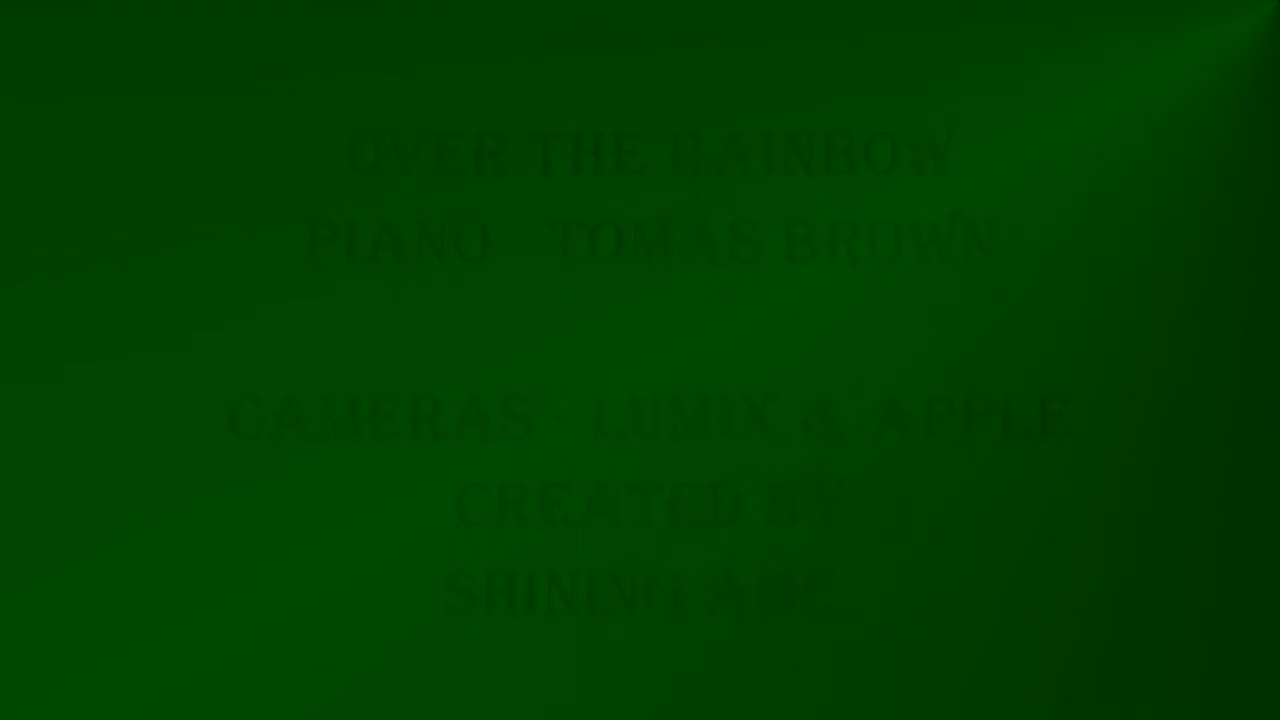 OVER THE RAINBOW
PIANO - TOMAS BROWN
CAMERAS - LUMIX & APPLE
CREATED BY
SHINING AGE